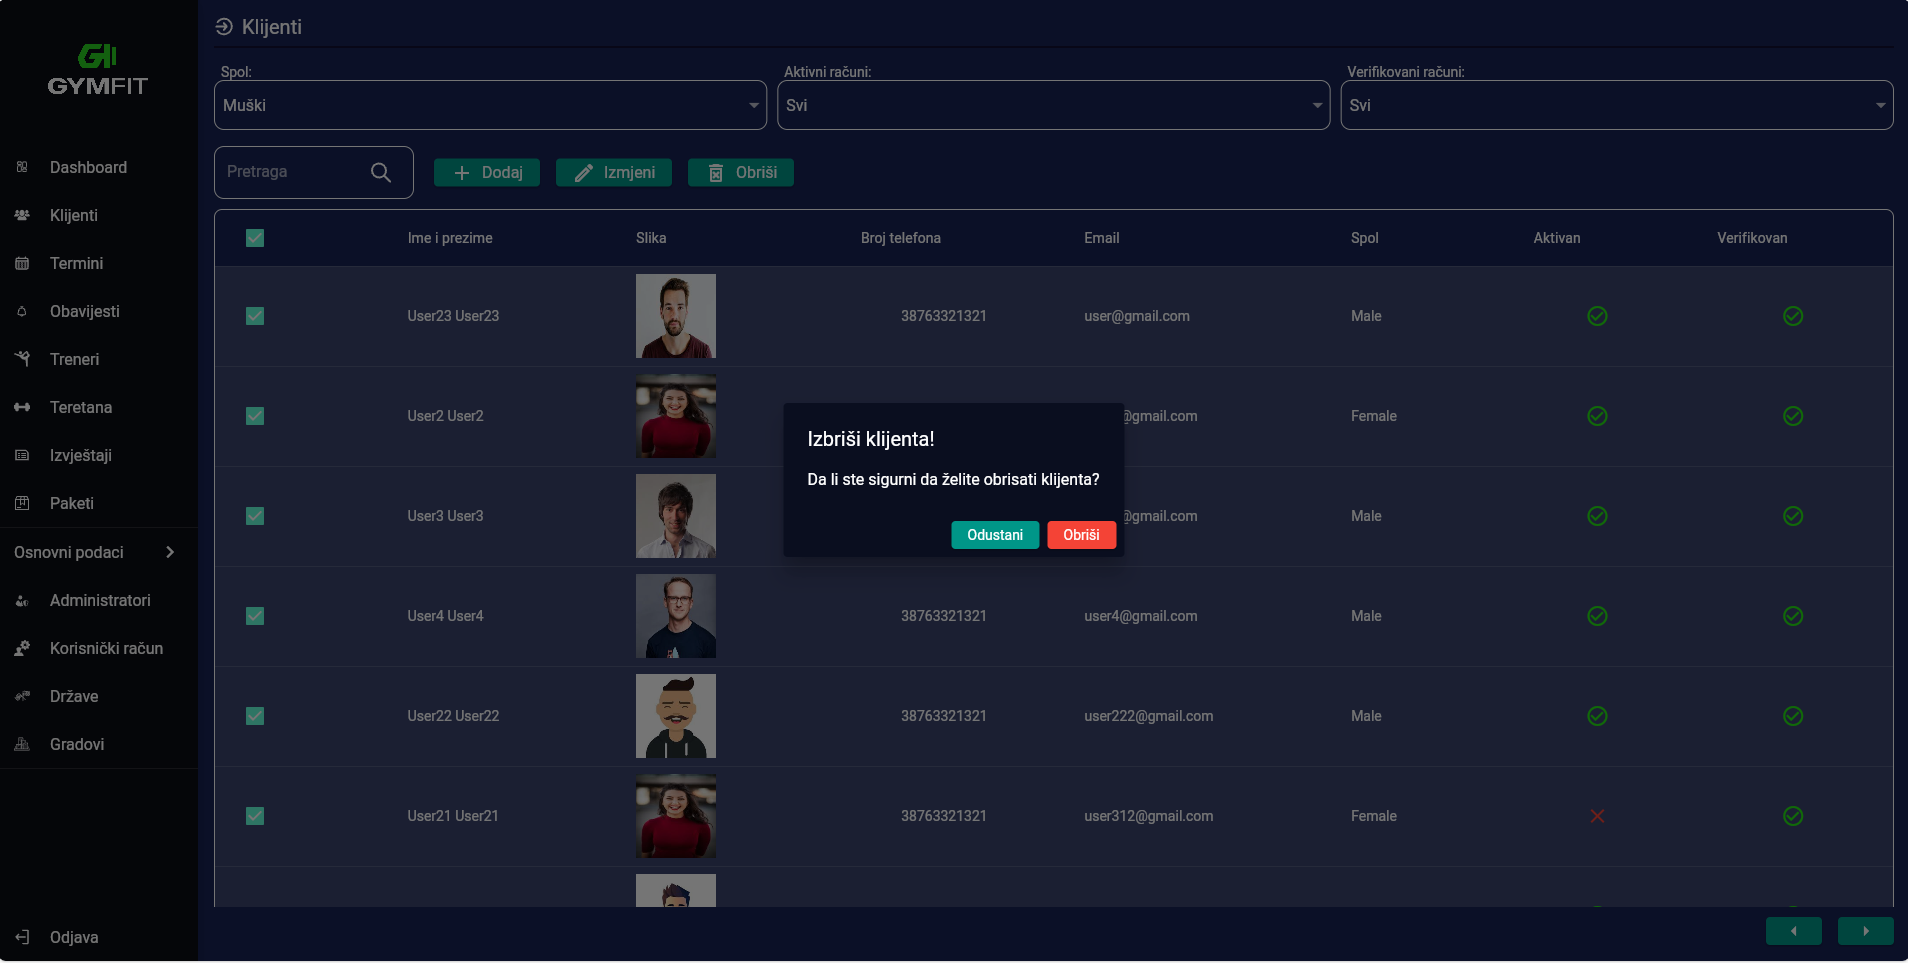 GYMFIT
Dashboard
Klijenti
Termini
Obavijesti
Treneri
Teretana
Izvještaji
Paketi
Osnovni podaci
Administratori
Korisnički račun
Države
Gradovi
Odjava
Klijenti
Spol: Aktivni računi: Verifikovani računi:
Muški Svi Svi
Pretraga Dodaj Izmjeni Obriši
Ime i prezime Slika Broj telefona Email Spol Aktivan Verifikovan
User23 User23 38763321321 user@gmail.com Male
User2 User2 @gmail.com Female
User3 User3 @gmail.com Male
User4 User4 38763321321 user4@gmail.com Male
User22 User22 38763321321 user222@gmail.com Male
User21 User21 38763321321 user312@gmail.com Female
Izbriši klijenta!
Da li ste sigurni da želite obrisati klijenta?
Odustani Obriši